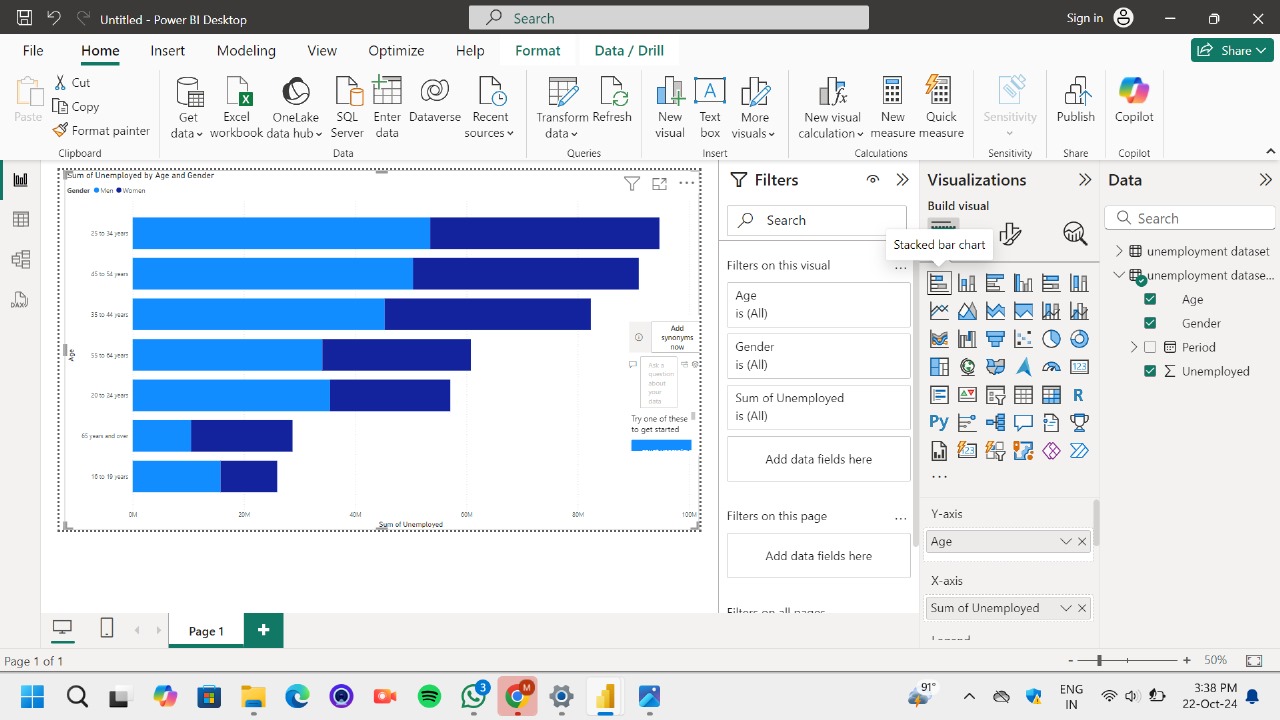 Untitled - Power BI Desktop
Search
Sign in
File
Home
Insert
Modeling
View
Optimize
Help
Format
Data / Drill
Share
Paste
Cut
Copy
Format painter
Clipboard
Get
data
Excel
workbook
OneLake
data hub
SQL
Server
Enter
data
Dataverse
Recent
sources
Data
Transform
data
Refresh
Queries
New
visual
Text
box
More
visuals
Insert
New visual
calculation
New
measure
Quick
measure
Calculations
Sensitivity
Sensitivity
Publish
Share
Copilot
Copilot
Sum of Unemployed by Age and Gender
Gender Men Women
25 to 34 years
45 to 54 years
35 to 44 years
55 to 64 years
20 to 24 years
65 years and over
16 to 19 years
Age
0M
20M
40M
60M
80M
100M
Sum of Unemployed
Add
synonyms
now
Ask a
question
about
your
data
Try one of these
to get started
Filters
Search
Filters on this visual
...
Age
is (All)
Gender
is (All)
Sum of Unemployed
is (All)
Add data fields here
Filters on this page
...
Add data fields here
Filters on all pages
Visualizations
Build visual
Stacked bar chart
123
R
Py
123
...
Y-axis
Age
X-axis
Sum of Unemployed
Legend
Data
Search
unemployment dataset
unemployment datase...
Age
Gender
Period
Σ Unemployed
DAX
Page 1
+
Page 1 of 1
- + 50%
3
M
91°
ENG
IN
3:38 PM
22-Oct-24